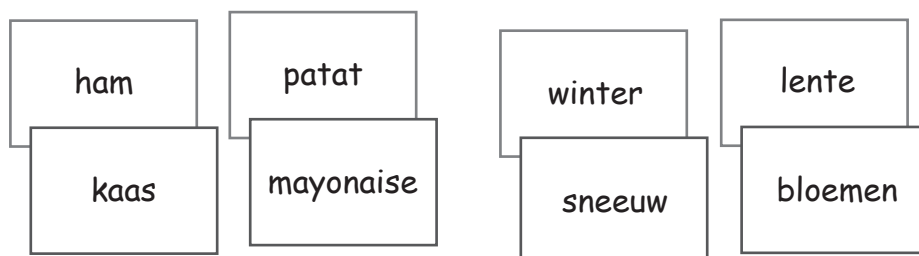 ham
kaas
patat
mayonaise
winter
sneeuw
lente
bloemen